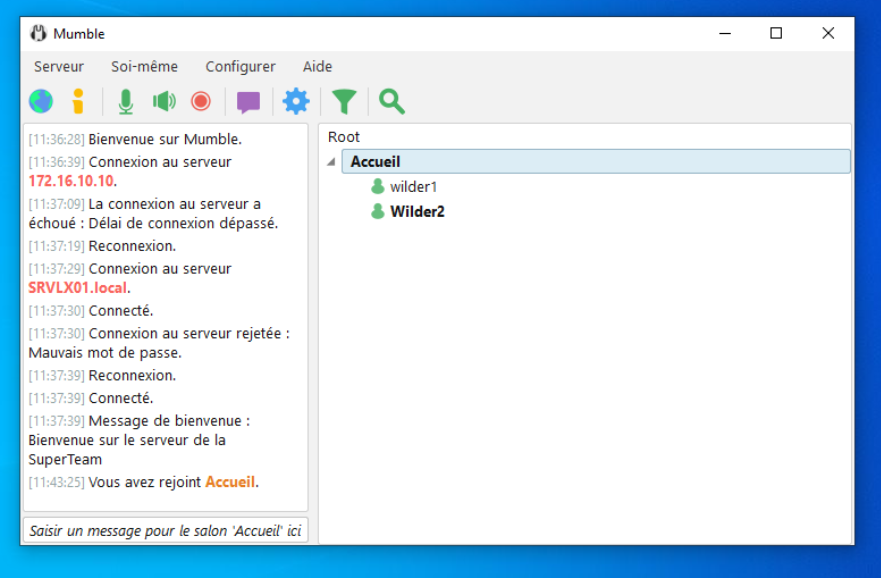 Mumble
Serveur Soi-même Configurer Aide
[11:36:28] Bienvenue sur Mumble.
[11:36:39] Connexion au serveur
172.16.10.10.
[11:37:09] La connexion au serveur a
échoué : Délai de connexion dépassé.
[11:37:19] Reconnexion.
[11:37:29] Connexion au serveur
SRVLX01.local.
[11:37:30] Connecté.
[11:37:30] Connexion au serveur rejetée :
Mauvais mot de passe.
[11:37:39] Reconnexion.
[11:37:39] Connecté.
[11:37:39] Message de bienvenue :
Bienvenue sur le serveur de la
SuperTeam
[11:43:25] Vous avez rejoint Accueil.
Saisir un message pour le salon 'Accueil' ici
Root
Accueil
wilder1
Wilder2